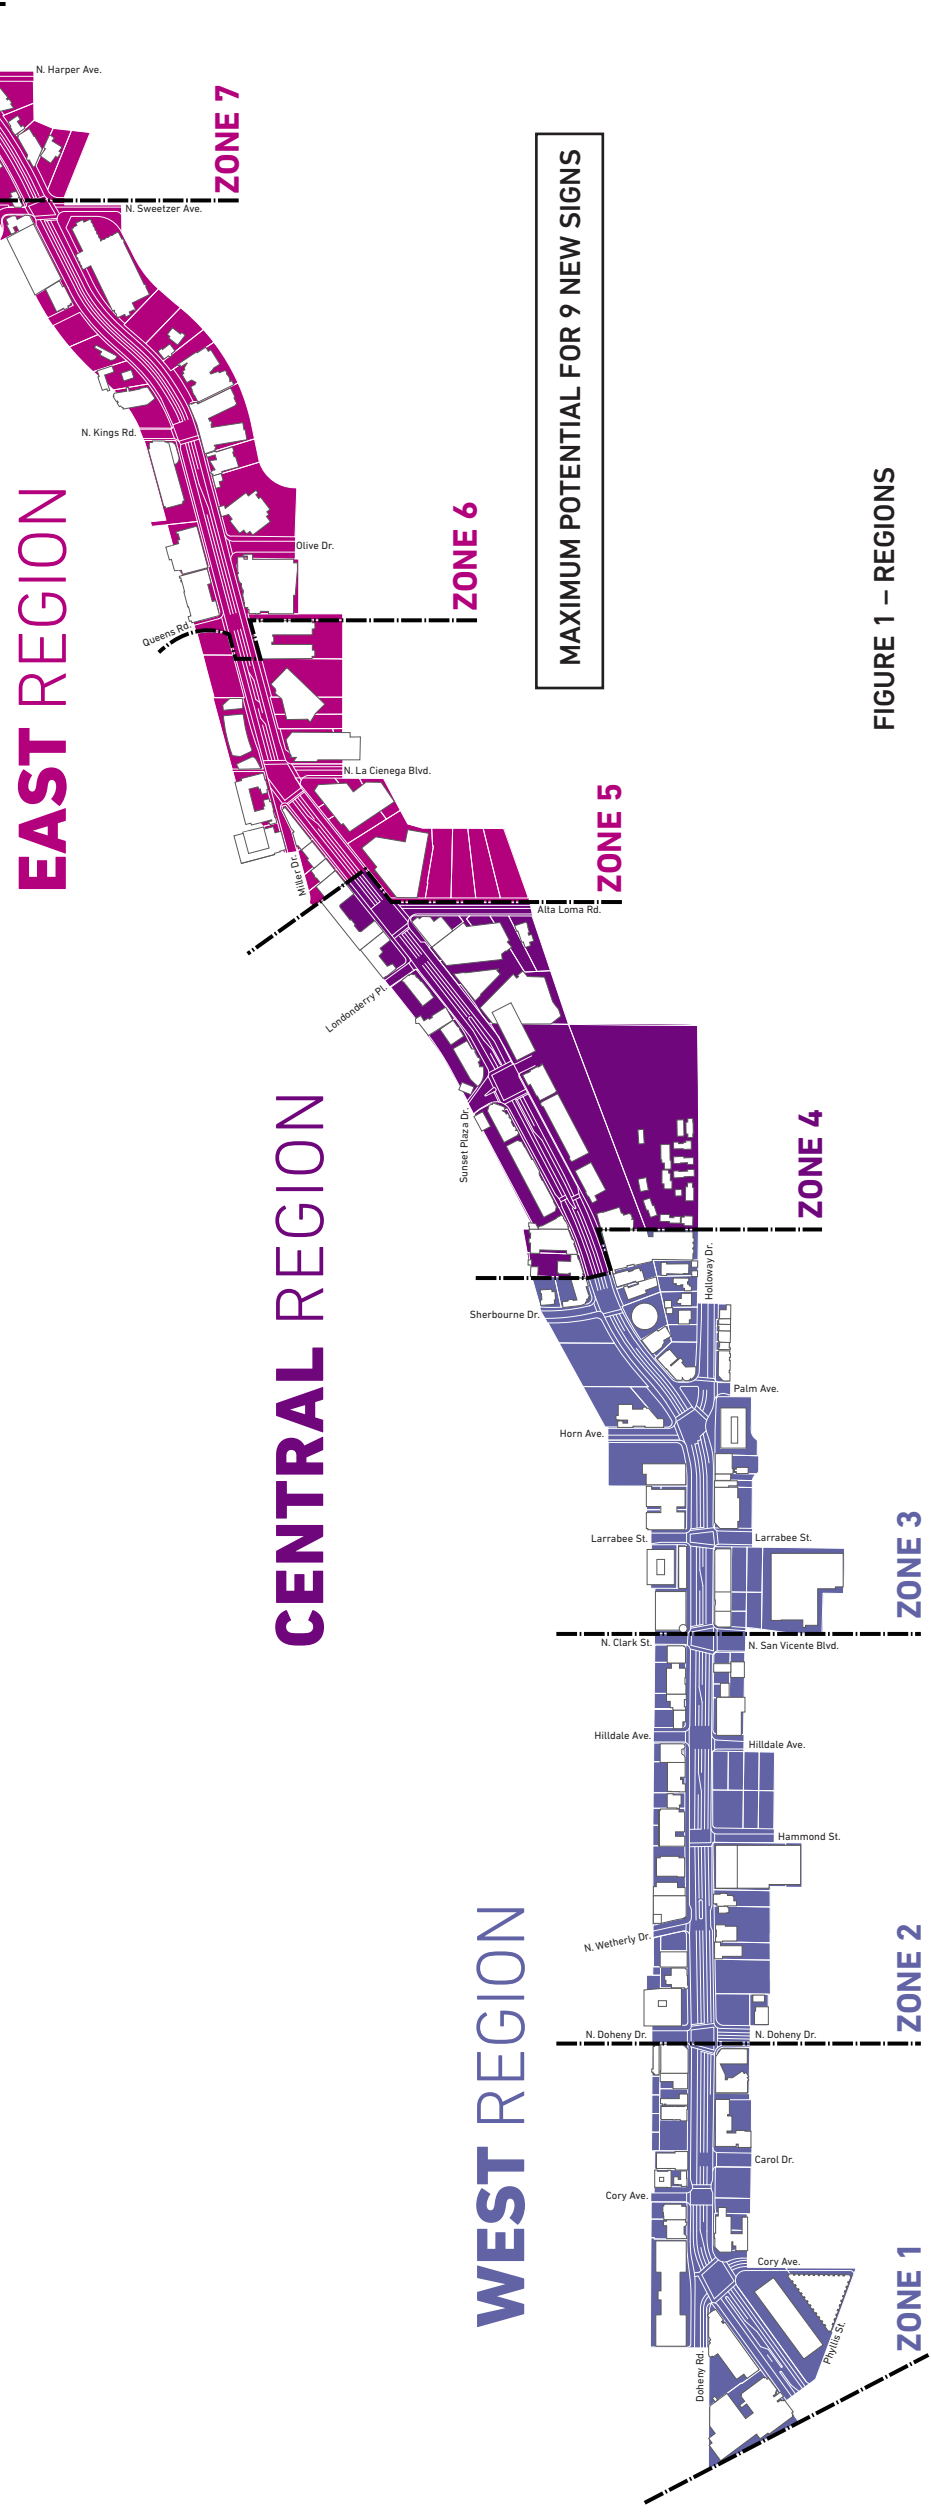 N. Harper Ave.
ZONE 7
N. Sweetzer Ave.
MAXIMUM POTENTIAL FOR 9 NEW SIGNS
N. Kings Rd.
FIGURE 1 – REGIONS
EAST REGION
ZONE 6
Olive Dr.
Queens Rd.
N. La Cienega Blvd.
ZONE 5
Miller Dr.
Alta Loma Rd.
Londonderry Pl.
CENTRAL REGION
Sunset Plaza Dr.
ZONE 4
Holloway Dr.
Sherbourne Dr.
Palm Ave.
Horn Ave.
ZONE 3
Larrabee St.
Larrabee St.
N. Clark St.
N. San Vicente Blvd.
Hilldale Ave.
Hilldale Ave.
Hammond St.
WEST REGION
ZONE 2
N. Wetherly Dr.
N. Doheny Dr.
N. Doheny Dr.
Carol Dr.
Cory Ave.
ZONE 1
Cory Ave.
Phyllis St.
Doheny Rd.